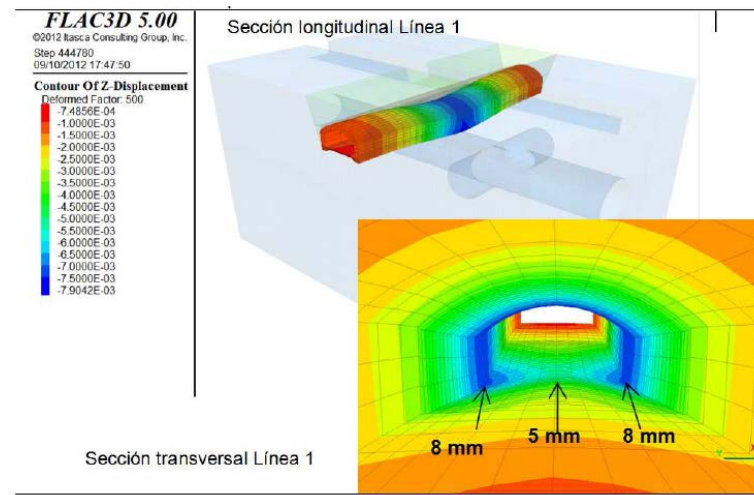 FLAC3D 5.00
©2012 Itasca Consulting Group, Inc.
Step 444780
09/10/2012 17:47:50
Contour Of Z-Displacement
Deformed Factor: 500
-7.4856E-04
-1.0000E-03
-1.5000E-03
-2.0000E-03
-2.5000E-03
-3.0000E-03
-3.5000E-03
-4.0000E-03
-4.5000E-03
-5.0000E-03
-5.5000E-03
-6.0000E-03
-6.5000E-03
-7.0000E-03
-7.5000E-03
-7.9042E-03
Sección longitudinal Línea 1
8 mm
5 mm
8 mm
Y
X
Sección transversal Línea 1